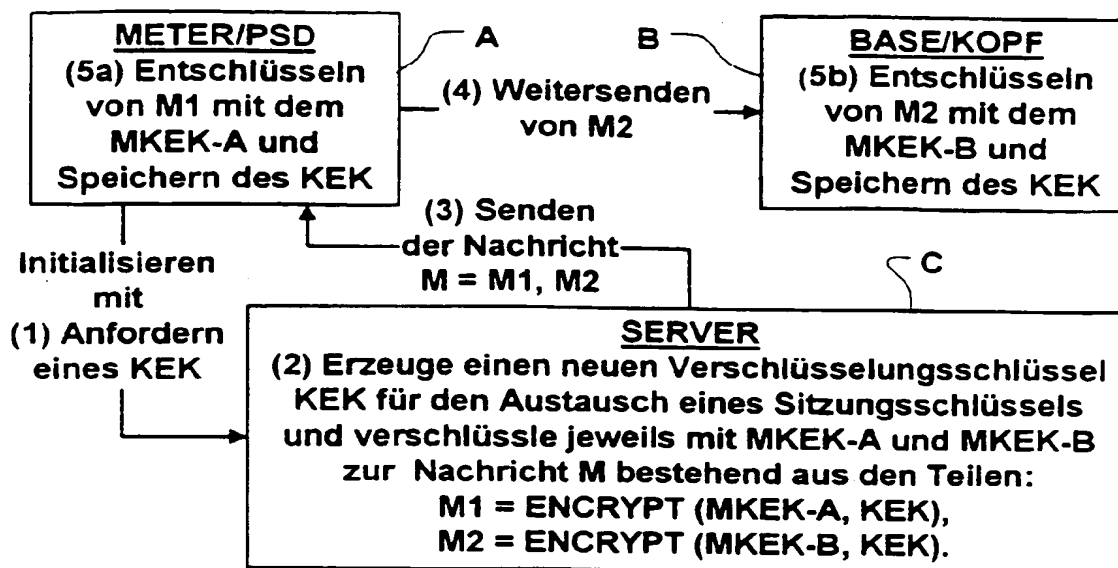 METER/PSD
(5a) Entschlüsseln
von M1 mit dem
MKEK-A und
Speichern des KEK
A
B
(4) Weitersenden
von M2
BASE/KOPF
(5b) Entschlüsseln
von M2 mit dem
MKEK-B und
Speichern des KEK
(3) Senden
der Nachricht
M = M1, M2
Initialisieren
mit
(1) Anfordern
eines KEK
C
SERVER
(2) Erzeuge einen neuen Verschlüsselungsschlüssel
KEK für den Austausch eines Sitzungsschlüssels
und verschlüssle jeweils mit MKEK-A und MKEK-B
zur Nachricht M bestehend aus den Teilen:
M1 = ENCRYPT (MKEK-A, KEK),
M2 = ENCRYPT (MKEK-B, KEK).